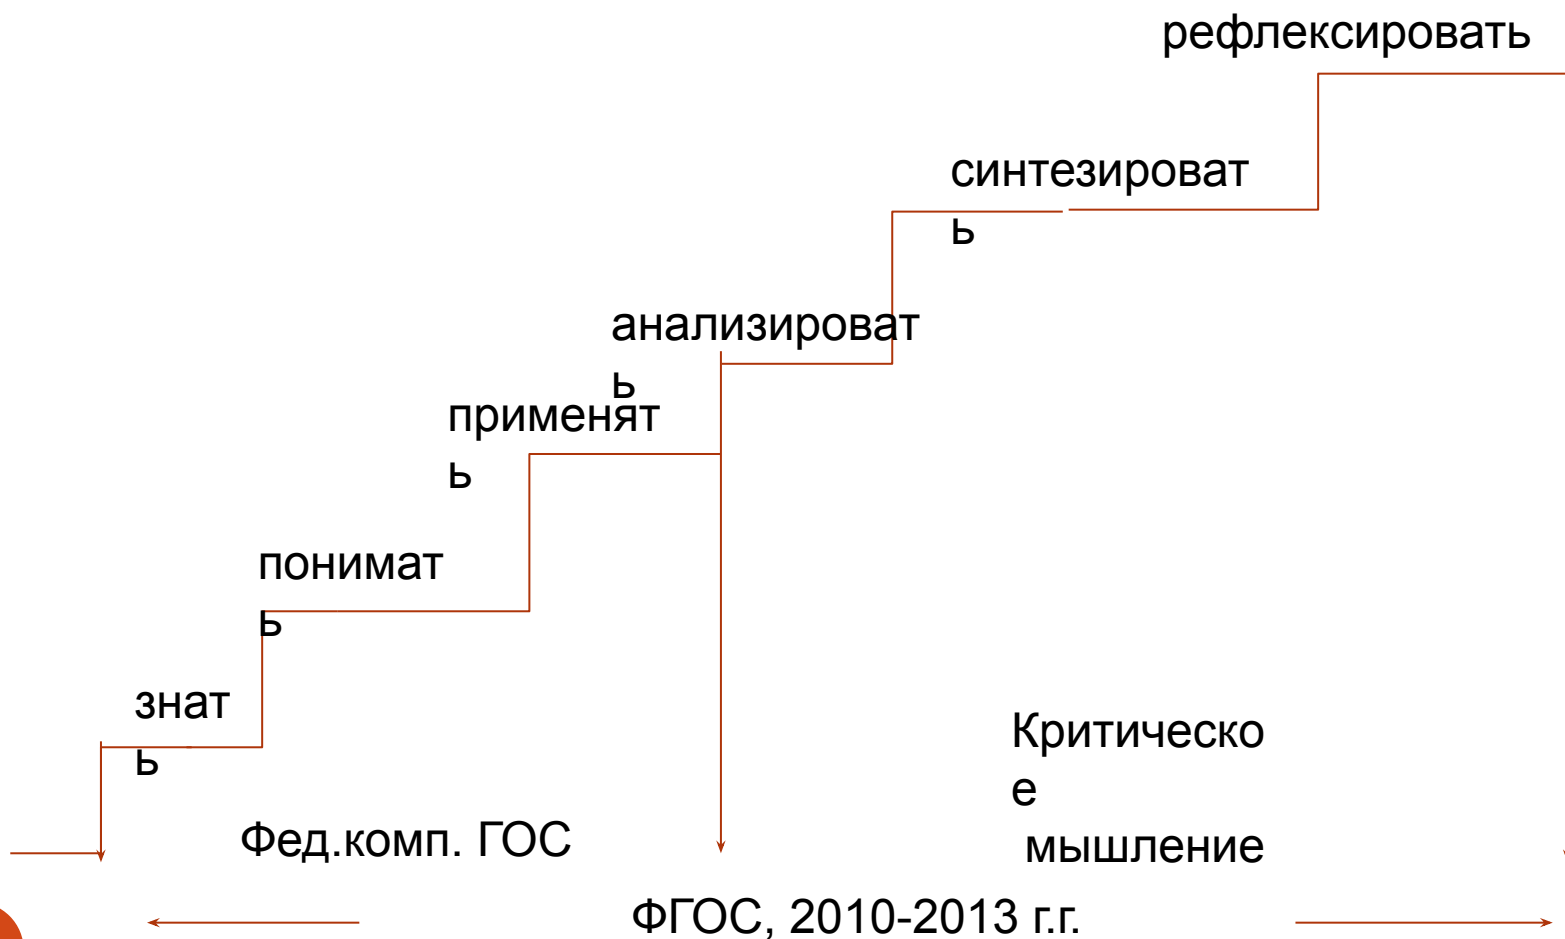 рефлексировать
синтезироват
ь
анализироват
ь
применят
ь
понимат
ь
знат
ь
Критическо
е
мышление
Фед.комп. ГОС
ФГОС, 2010-2013 г.г.